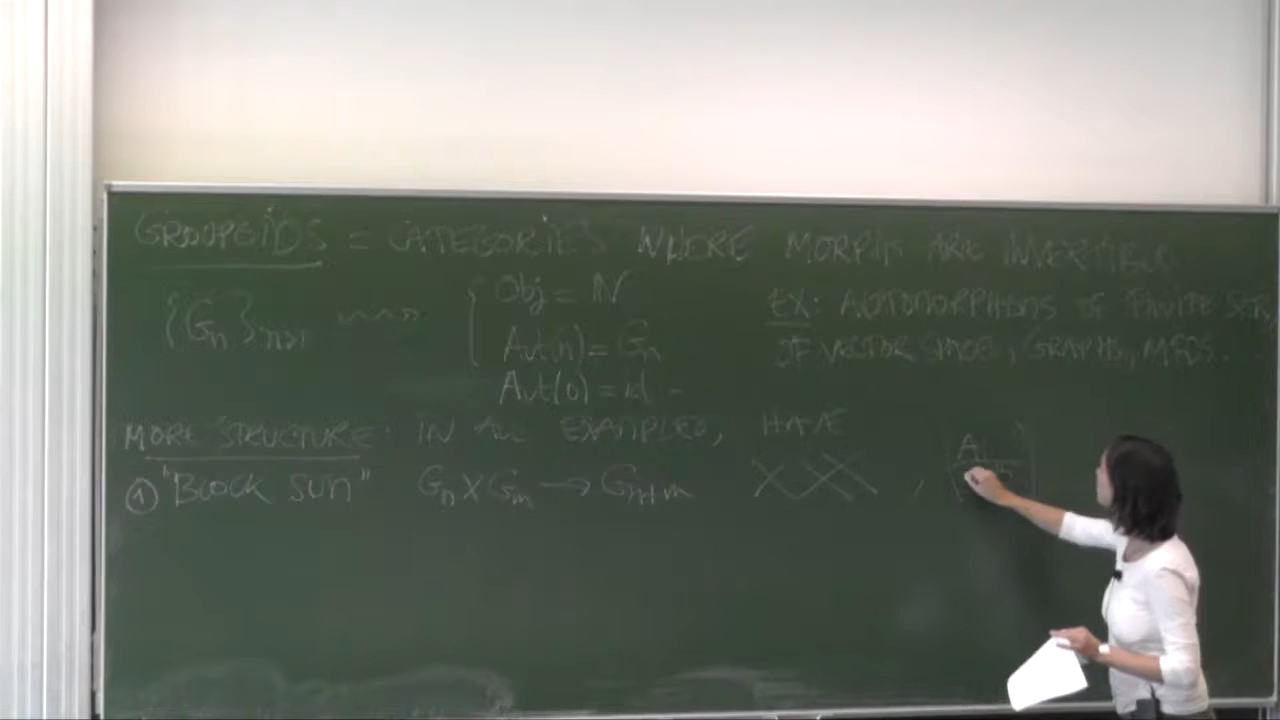 GROUPOIDS = CATEGORIES WHERE MORPH ARE INVERTIBLE
{Gₙ}ₙ≥₁ ⇝ { Obj = ℕ
Aut(n) = Gₙ
Aut(0) = id
EX: AUTOMORPHISMS OF FINITE SETS,
OF VECTOR SPACES, GRAPHS, MFDS...
MORE STRUCTURE: IN ALL EXAMPLES, HAVE
① "BLOCK SUM" Gₙ × Gₘ → Gₙ₊ₘ , A